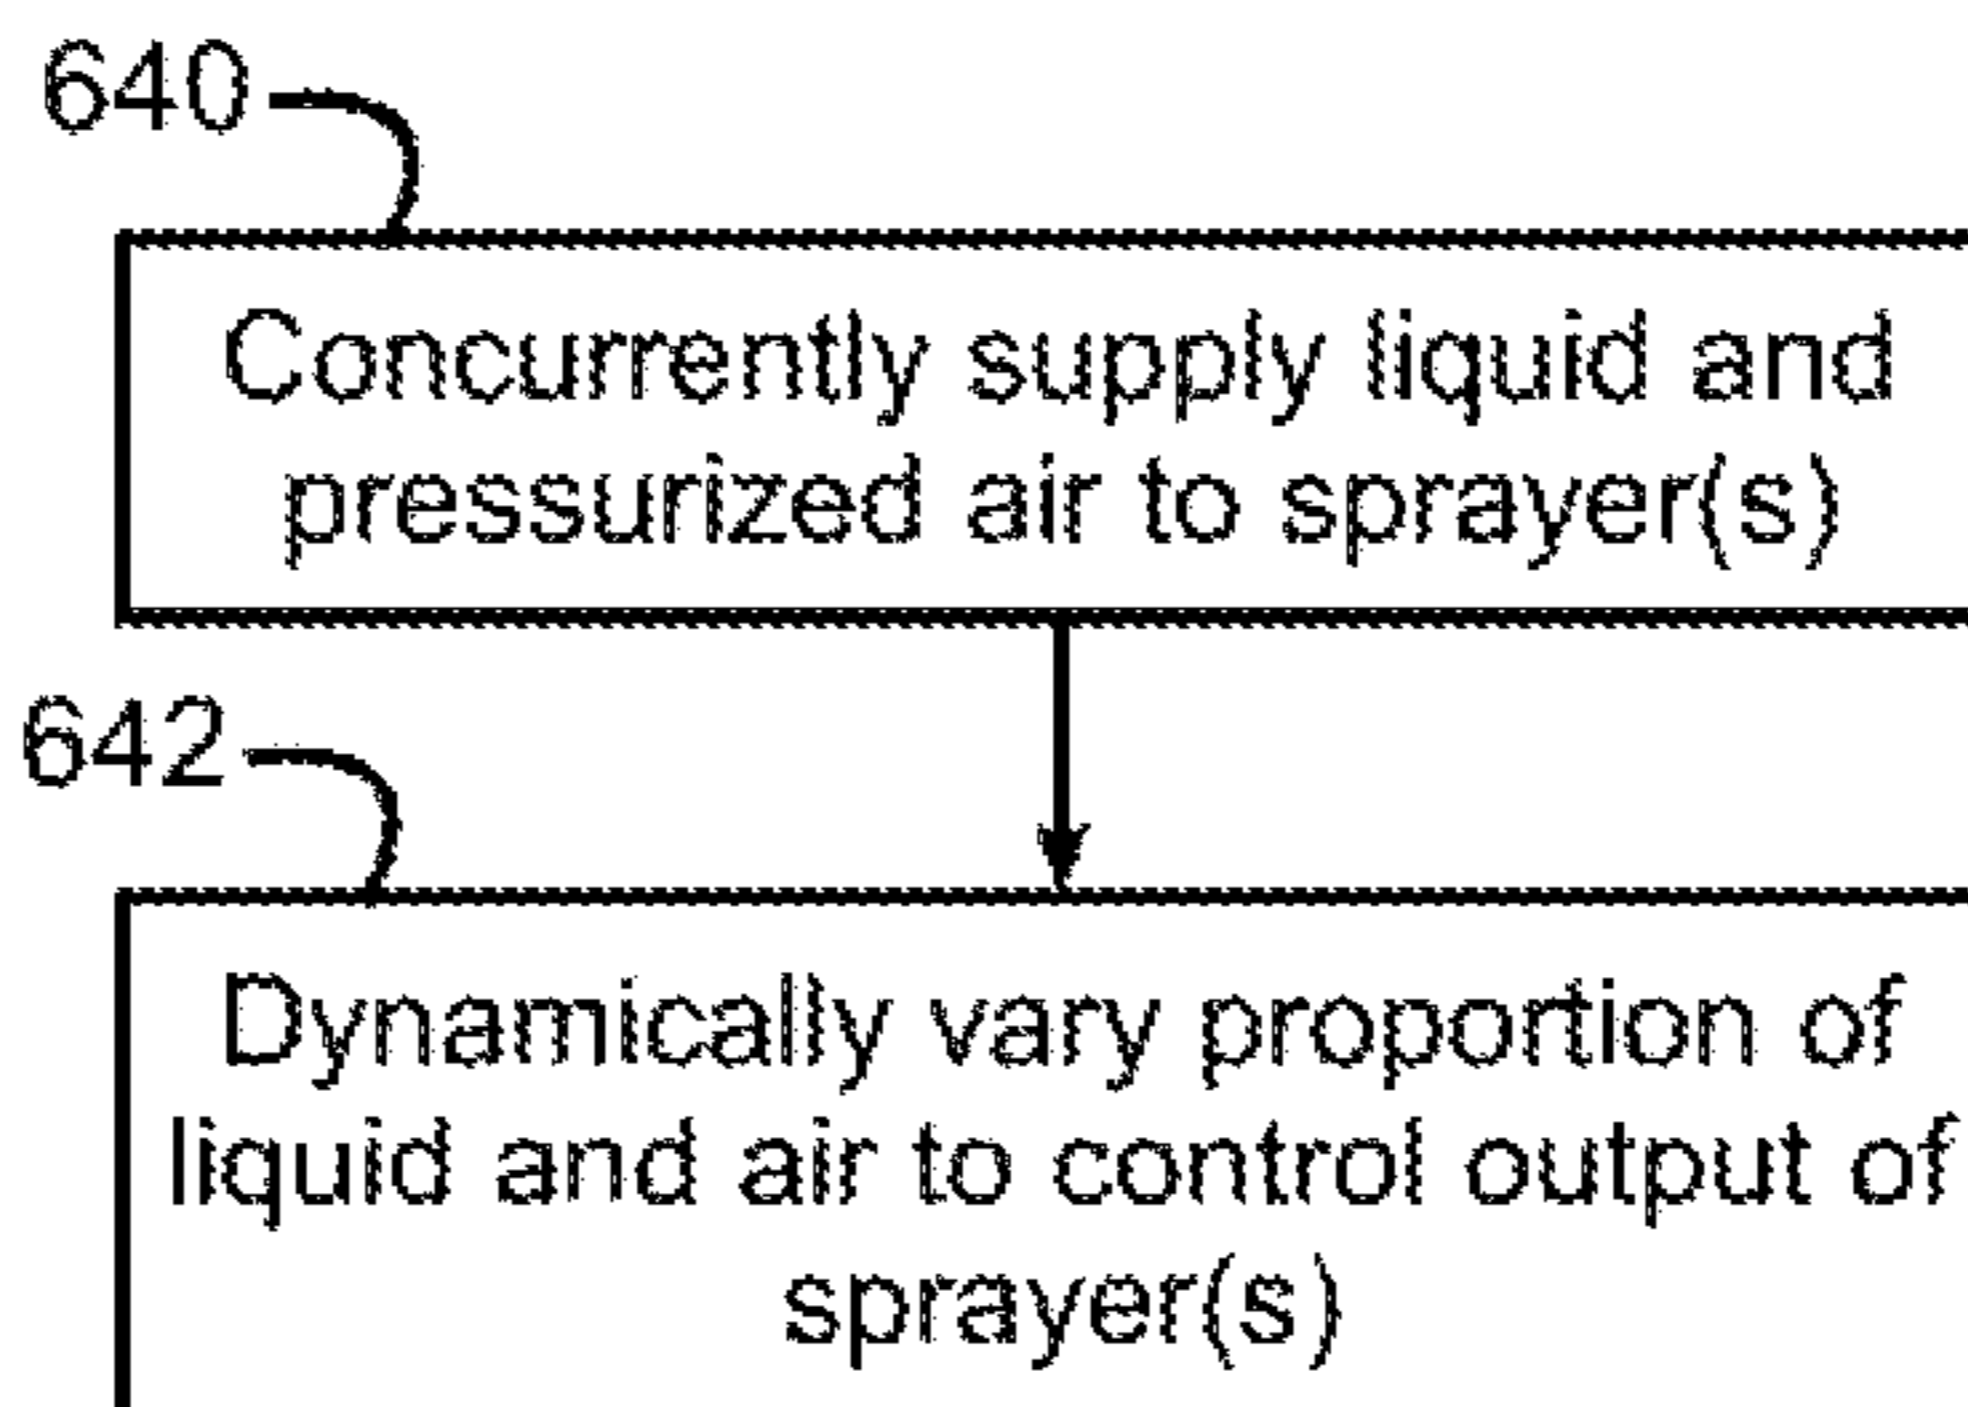 640
Concurrently supply liquid and
pressurized air to sprayer(s)
642
Dynamically vary proportion of
liquid and air to control output of
sprayer(s)